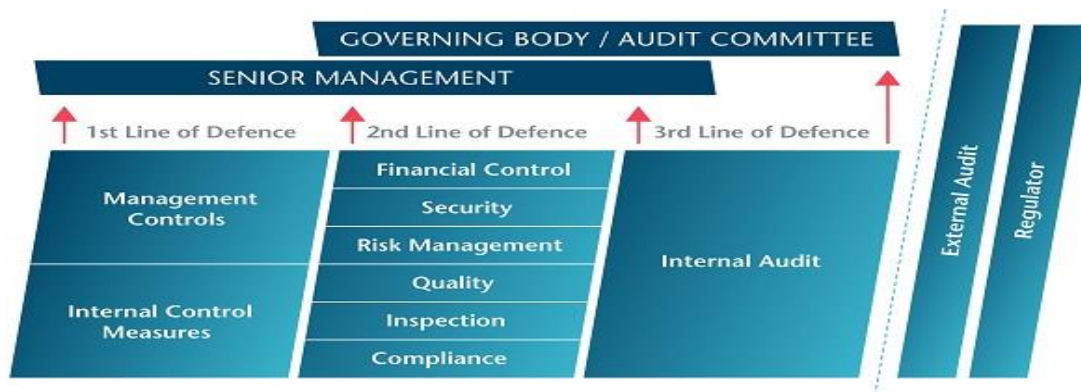 GOVERNING BODY / AUDIT COMMITTEE
SENIOR MANAGEMENT
1st Line of Defence
2nd Line of Defence
3rd Line of Defence
Management
Controls
Internal Control
Measures
Financial Control
Security
Risk Management
Quality
Inspection
Compliance
Internal Audit
External Audit
Regulator